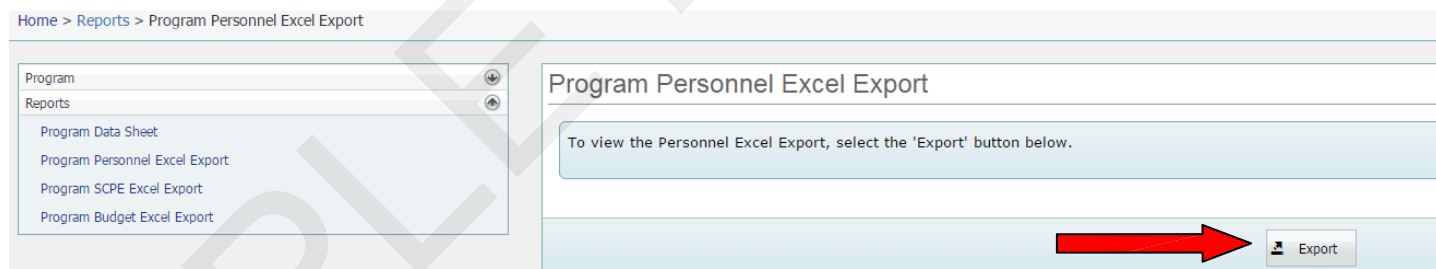 Home > Reports > Program Personnel Excel Export
Program
Reports
Program Data Sheet
Program Personnel Excel Export
Program SCPE Excel Export
Program Budget Excel Export
Program Personnel Excel Export
To view the Personnel Excel Export, select the 'Export' button below.
Export